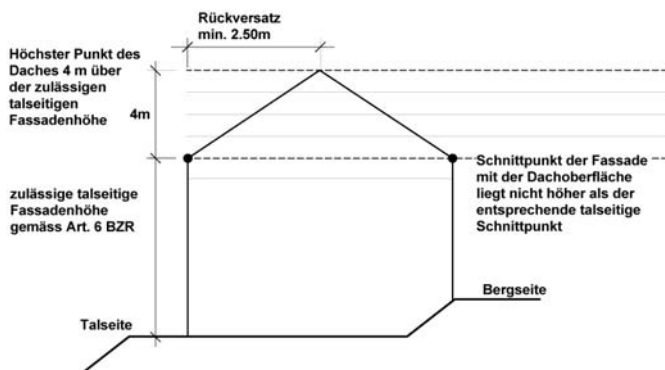 Rückversatz
min. 2.50m
Höchster Punkt des
Daches 4 m über
der zulässigen
talseitigen
Fassadenhöhe
4m
zulässige talseitige
Fassadenhöhe
gemäss Art. 6 BZR
Schnittpunkt der Fassade
mit der Dachoberfläche
liegt nicht höher als der
entsprechende talseitige
Schnittpunkt
Bergseite
Talseite